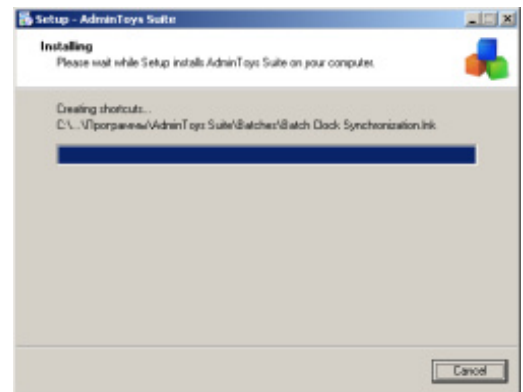 Setup - AdminToys Suite
Installing
Please wait while Setup installs AdminToys Suite on your computer.
Creating shortcuts...
C:\...\Программы\AdminToys Suite\Batches\Batch Clock Synchronization.lnk
Cancel